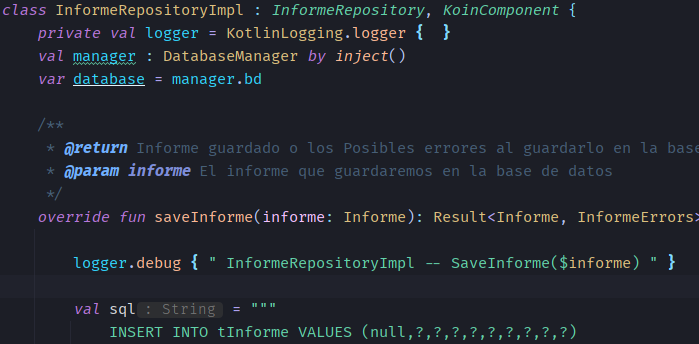 class InformeRepositoryImpl : InformeRepository, KoinComponent {
    private val logger = KotlinLogging.logger {  }
    val manager : DatabaseManager by inject()
    var database = manager.bd
    /**
     * @return Informe guardado o los Posibles errores al guardarlo en la base
     * @param informe El informe que guardaremos en la base de datos
     */
    override fun saveInforme(informe: Informe): Result<Informe, InformeErrors>
        logger.debug { " InformeRepositoryImpl -- SaveInforme($informe) " }
        val sql : String = """
            INSERT INTO tInforme VALUES (null,?,?,?,?,?,?,?,?,?)